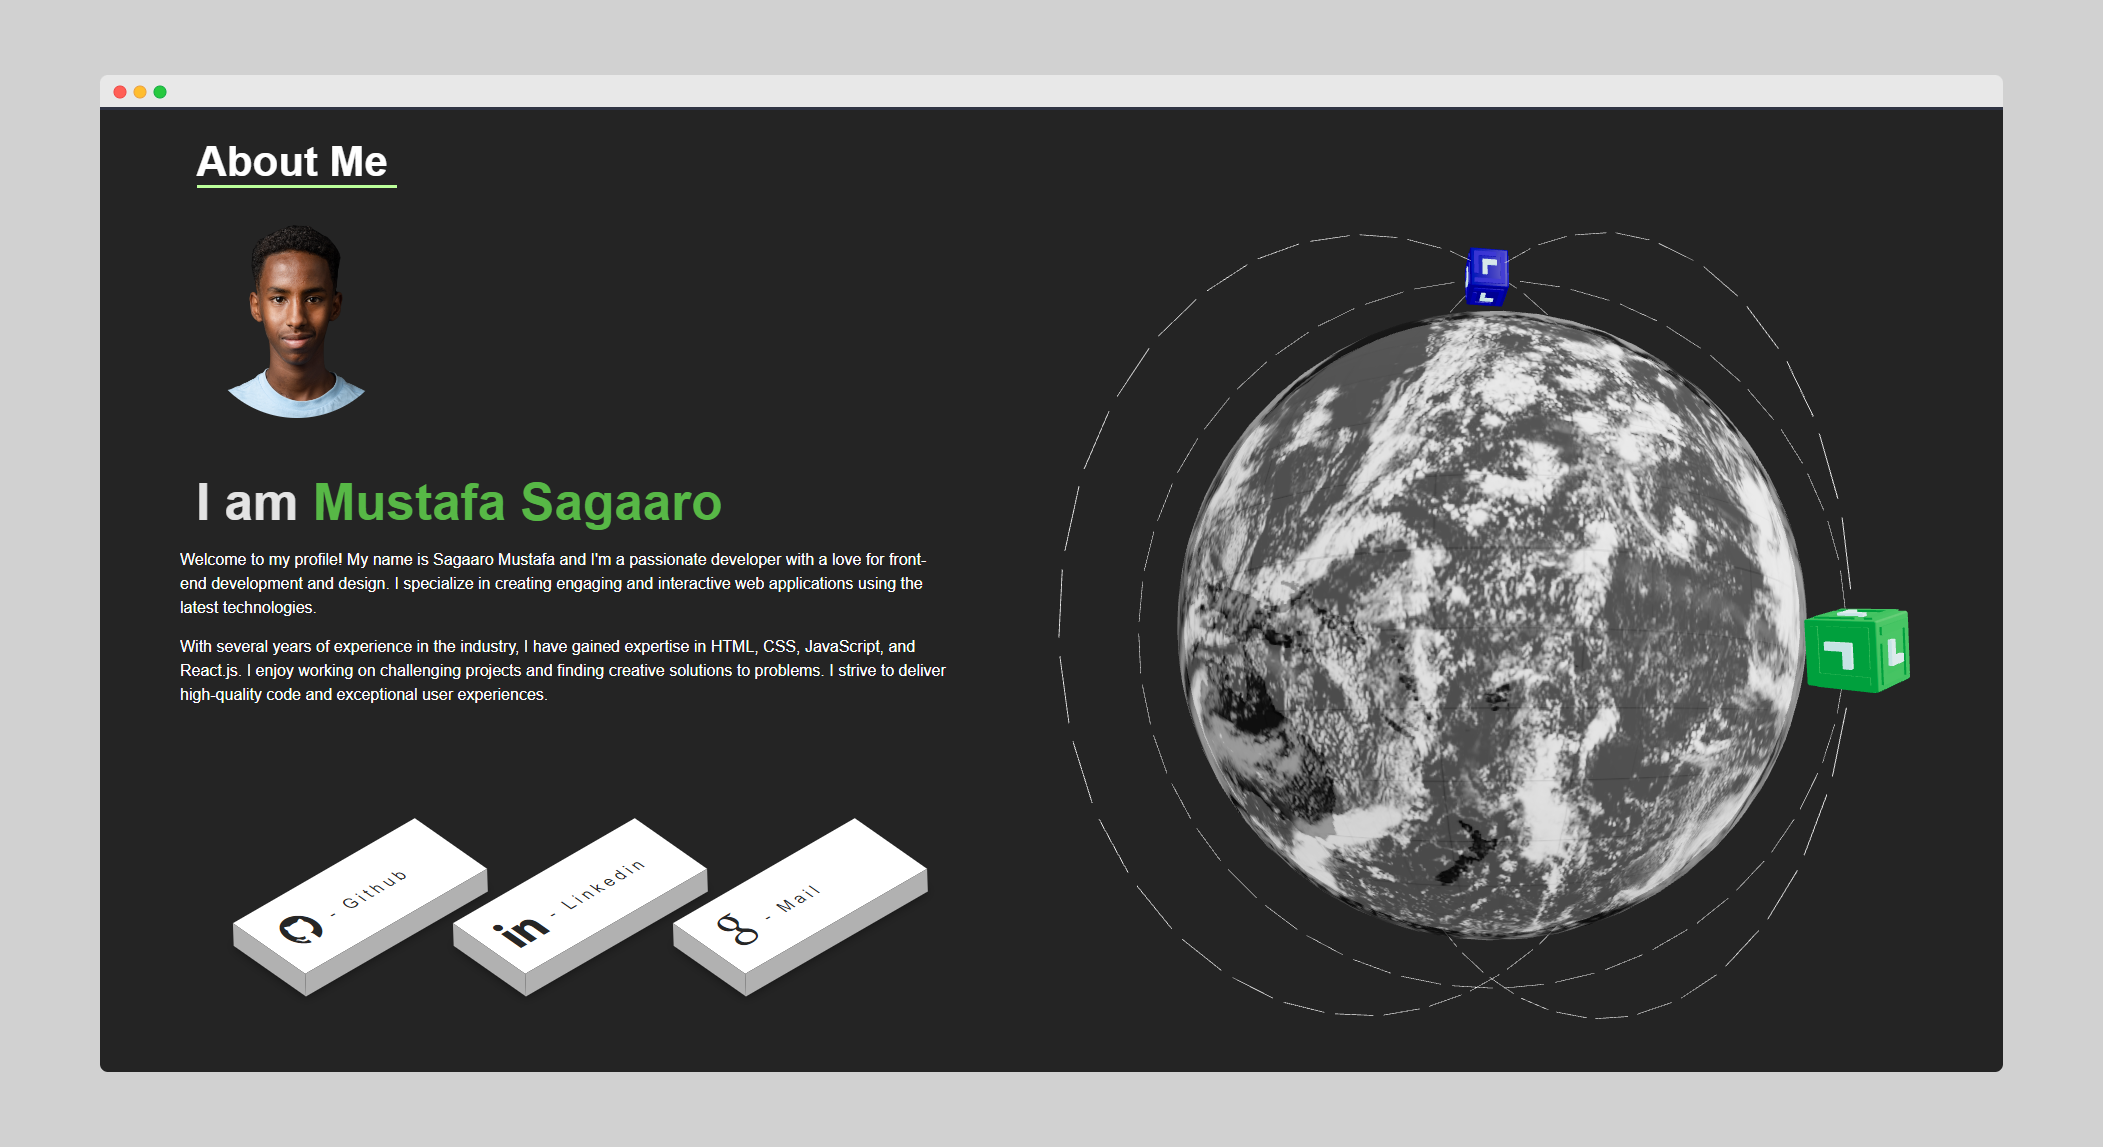 About Me
I am Mustafa Sagaaro
Welcome to my profile! My name is Sagaaro Mustafa and I'm a passionate developer with a love for front-
end development and design. I specialize in creating engaging and interactive web applications using the
latest technologies.
With several years of experience in the industry, I have gained expertise in HTML, CSS, JavaScript, and
React.js. I enjoy working on challenging projects and finding creative solutions to problems. I strive to deliver
high-quality code and exceptional user experiences.
- Github
in - Linkedin
g - Mail